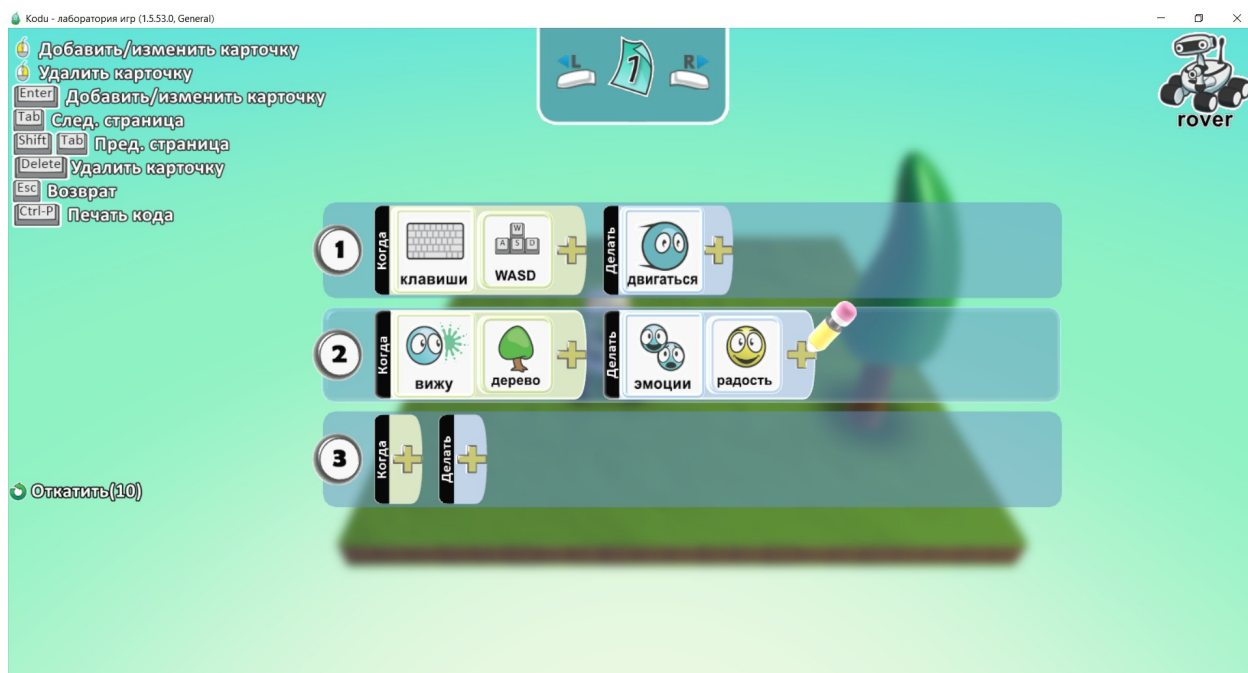 Kodu - лаборатория игр (1.5.53.0, General)
Добавить/изменить карточку
Удалить карточку
Enter Добавить/изменить карточку
Tab След. страница
Shift Tab Пред. страница
Delete Удалить карточку
Esc Возврат
Ctrl-P Печать кода
L 1 R
rover
1 Когда клавиши W A S D WASD Делать двигаться
2 Когда вижу дерево Делать эмоции радость
3 Когда Делать
Откатить(10)